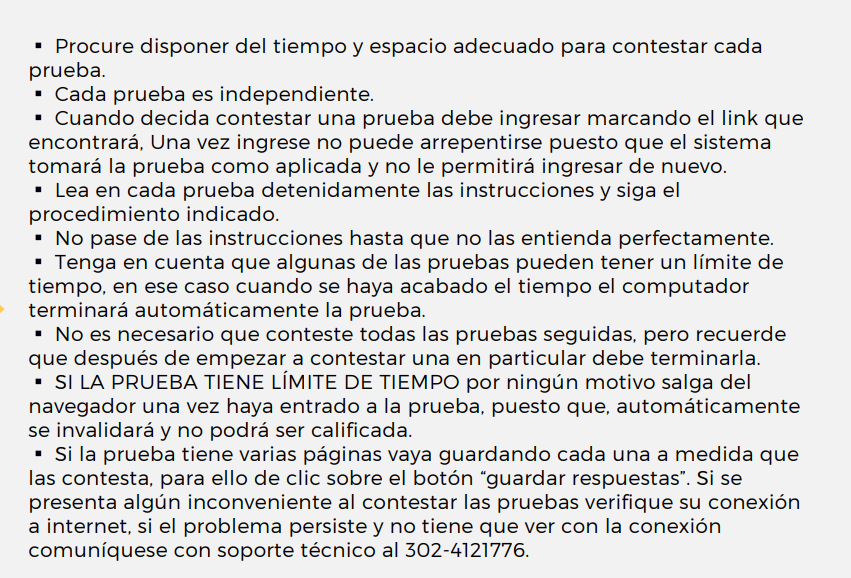 ▪ Procure disponer del tiempo y espacio adecuado para contestar cada
prueba.
▪ Cada prueba es independiente.
▪ Cuando decida contestar una prueba debe ingresar marcando el link que
encontrará, Una vez ingrese no puede arrepentirse puesto que el sistema
tomará la prueba como aplicada y no le permitirá ingresar de nuevo.
▪ Lea en cada prueba detenidamente las instrucciones y siga el
procedimiento indicado.
▪ No pase de las instrucciones hasta que no las entienda perfectamente.
▪ Tenga en cuenta que algunas de las pruebas pueden tener un límite de
tiempo, en ese caso cuando se haya acabado el tiempo el computador
terminará automáticamente la prueba.
▪ No es necesario que conteste todas las pruebas seguidas, pero recuerde
que después de empezar a contestar una en particular debe terminarla.
▪ SI LA PRUEBA TIENE LÍMITE DE TIEMPO por ningún motivo salga del
navegador una vez haya entrado a la prueba, puesto que, automáticamente
se invalidará y no podrá ser calificada.
▪ Si la prueba tiene varias páginas vaya guardando cada una a medida que
las contesta, para ello de clic sobre el botón “guardar respuestas”. Si se
presenta algún inconveniente al contestar las pruebas verifique su conexión
a internet, si el problema persiste y no tiene que ver con la conexión
comuníquese con soporte técnico al 302-4121776.